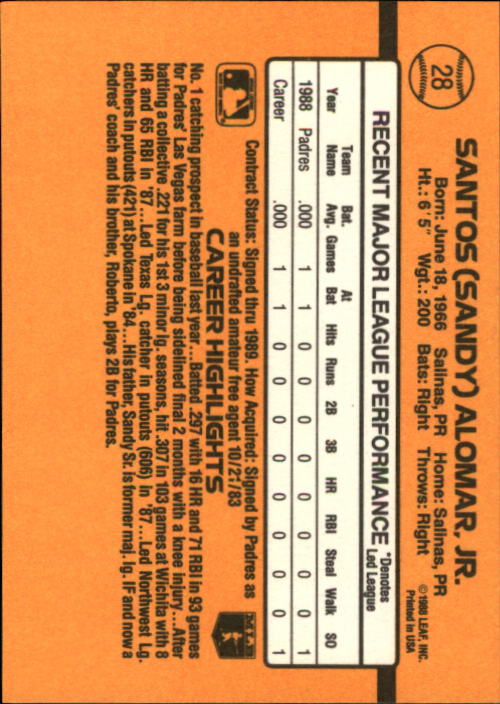 28
SANTOS (SANDY) ALOMAR, JR.
Born: June 18, 1966 Salinas, PR Home: Salinas, PR
Ht.: 6'5" Wgt.: 200 Bats: Right Throws: Right
©1988 LEAF, INC.
Printed in USA
RECENT MAJOR LEAGUE PERFORMANCE *Denotes Led League
Year Team Name Bat. Avg. Games At Bat Hits Runs 2B 3B HR RBI Steal Walk SO
1988 Padres .000 1 1 0 0 0 0 0 0 0 0 1
Career .000 1 1 0 0 0 0 0 0 0 0 1
Contract Status: Signed thrr 1989. How Acquired: Signed by Padres as
an undrafted amateur free agent 10/21/83
CAREER HIGHLIGHTS
MLB
No. 1 catching prospect in baseball last year...Batted .297 with 16 HR and 71 RBI in 93 games
for Padres' Las Vegas farm before being sidelined final 2 months with a knee injury...After
batting a collective .221 for his 1st 3 minor lg. seasons, hit .307 in 103 games at Wichita with 8
HR and 65 RBI in '87...Led Texas Lg. catcher in putouts (606) in '87...Led Northwest Lg.
catchers in putouts (421) at Spokane in '84...His father, Sandy Sr. is former maj. lg. IF and now a
Padres' coach and his brother, Roberto, plays 2B for Padres.